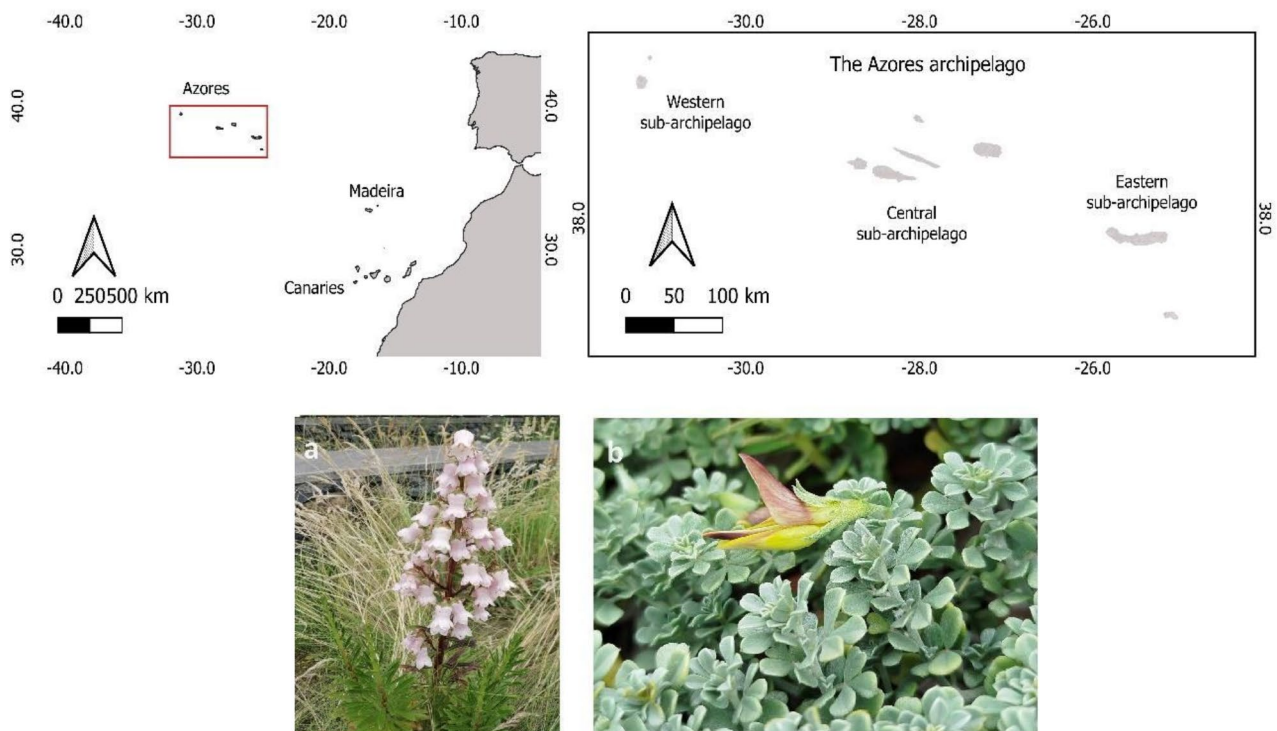 -40.0 -30.0 -20.0 -10.0
Azores
40.0
40.0
Madeira
30.0
30.0
Canaries
0 250500 km
-40.0 -30.0 -20.0 -10.0
-30.0 -28.0 -26.0
The Azores archipelago
Western
sub-archipelago
Eastern
sub-archipelago
38.0
Central
sub-archipelago
38.0
0 50 100 km
-30.0 -28.0 -26.0
a
b